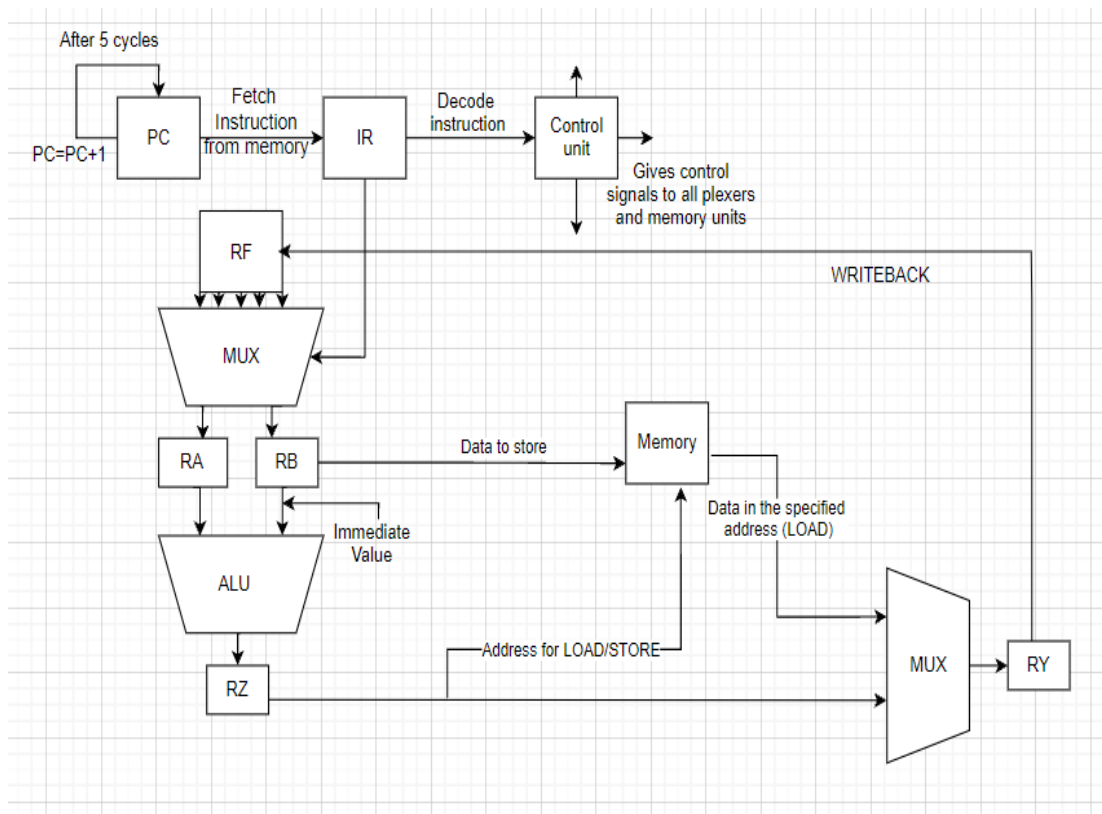 After 5 cycles
PC
PC=PC+1
Fetch
Instruction
from memory
IR
Decode
instruction
Control
unit
Gives control
signals to all plexers
and memory units
RF
WRITEBACK
MUX
RA
RB
Data to store
Memory
Immediate
Value
Data in the specified
address (LOAD)
ALU
Address for LOAD/STORE
RZ
MUX
RY